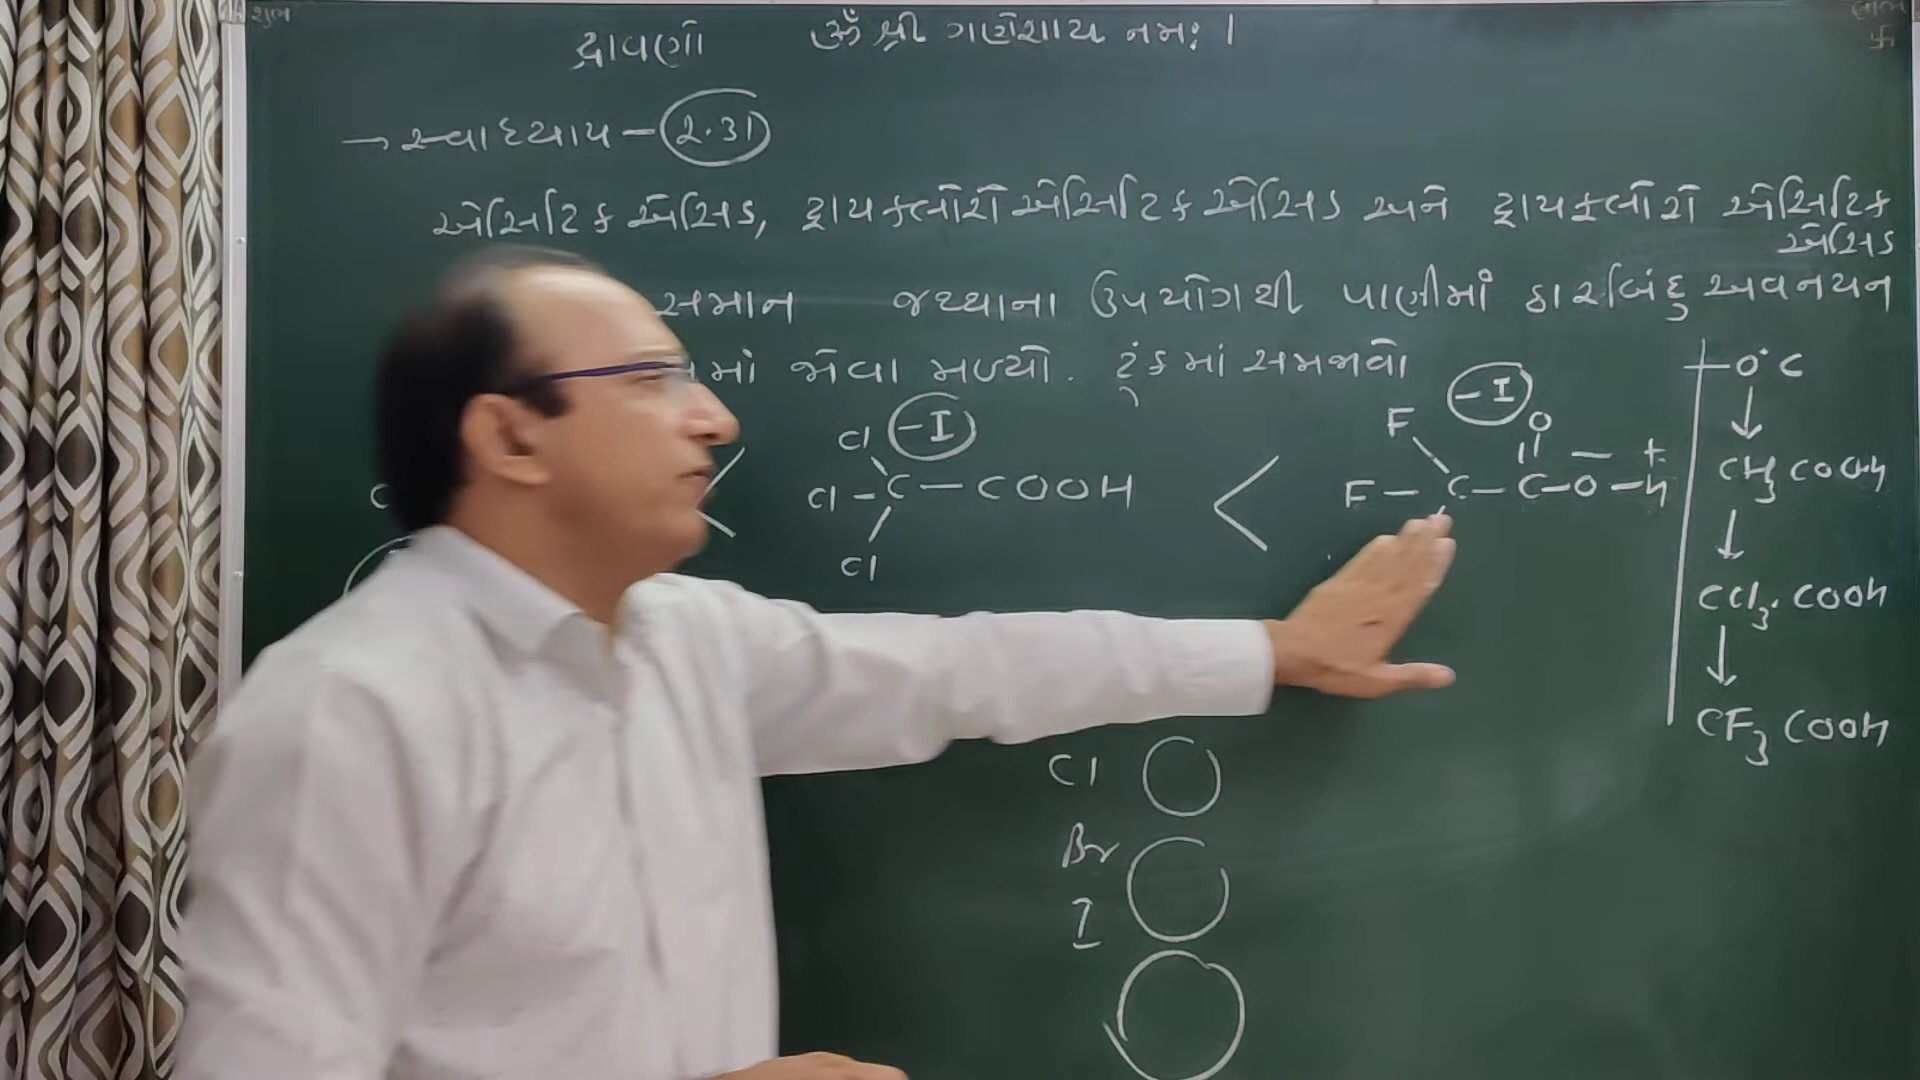 શુભ
લાભ
卐
દ્રાવણો ૐ શ્રી ગણેશાય નમઃ ।
→ સ્વાધ્યાય - 2.31
એસિટિક એસિડ, ટ્રાયક્લોરોએસિટિક એસિડ અને ટ્રાયફ્લોરો એસિટિક
એસિડ
સમાન જથ્થાના ઉપયોગથી પાણીમાં ઠારબિંદુ અવનયન
માં જોવા મળ્યો. ટૂંકમાં સમજાવો
Cl -I
Cl - C - COOH
Cl
<
<
F -I O
F - C - C - O - H
- +
0°C
↓
CH3 COOH
↓
CCl3. COOH
↓
CF3 COOH
Cl
Br
I